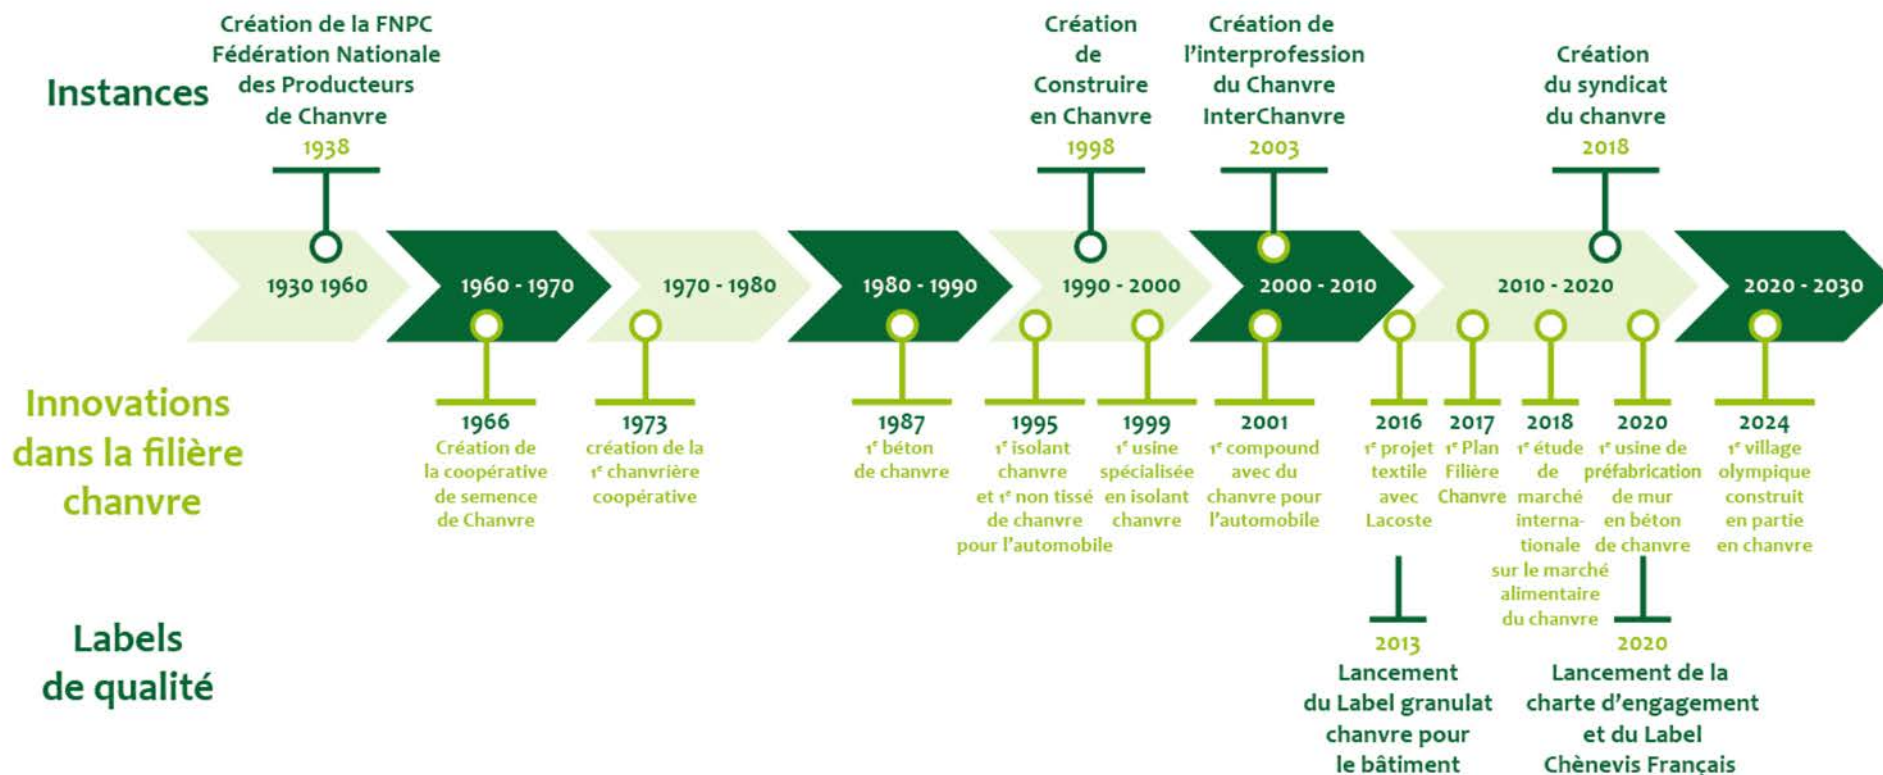 Instances
Création de la FNPC
Fédération Nationale
des Producteurs
de Chanvre
1938
Création
de
Construire
en Chanvre
1998
Création de
l'interprofession
du Chanvre
InterChanvre
2003
Création
du syndicat
du chanvre
2018
1930 1960
1960 - 1970
1970 - 1980
1980 - 1990
1990 - 2000
2000 - 2010
2010 - 2020
2020 - 2030
Innovations
dans la filière
chanvre
1966
Création de
la coopérative
de semence
de Chanvre
1973
création de la
1e chanvrière
coopérative
1987
1e béton
de chanvre
1995
1e isolant
chanvre
et 1e non tissé
de chanvre
pour l'automobile
1999
1e usine
spécialisée
en isolant
chanvre
2001
1e compound
avec du
chanvre pour
l'automobile
2016
1e projet
textile
avec
Lacoste
2017
1e Plan
Filière
Chanvre
2018
1e étude
de
marché
interna-
tionale
sur le marché
alimentaire
du chanvre
2020
1e usine de
préfabrication
de mur
en béton
de chanvre
2024
1e village
olympique
construit
en partie
en chanvre
Labels
de qualité
2013
Lancement
du Label granulat
chanvre pour
le bâtiment
2020
Lancement de la
charte d'engagement
et du Label
Chènevis Français